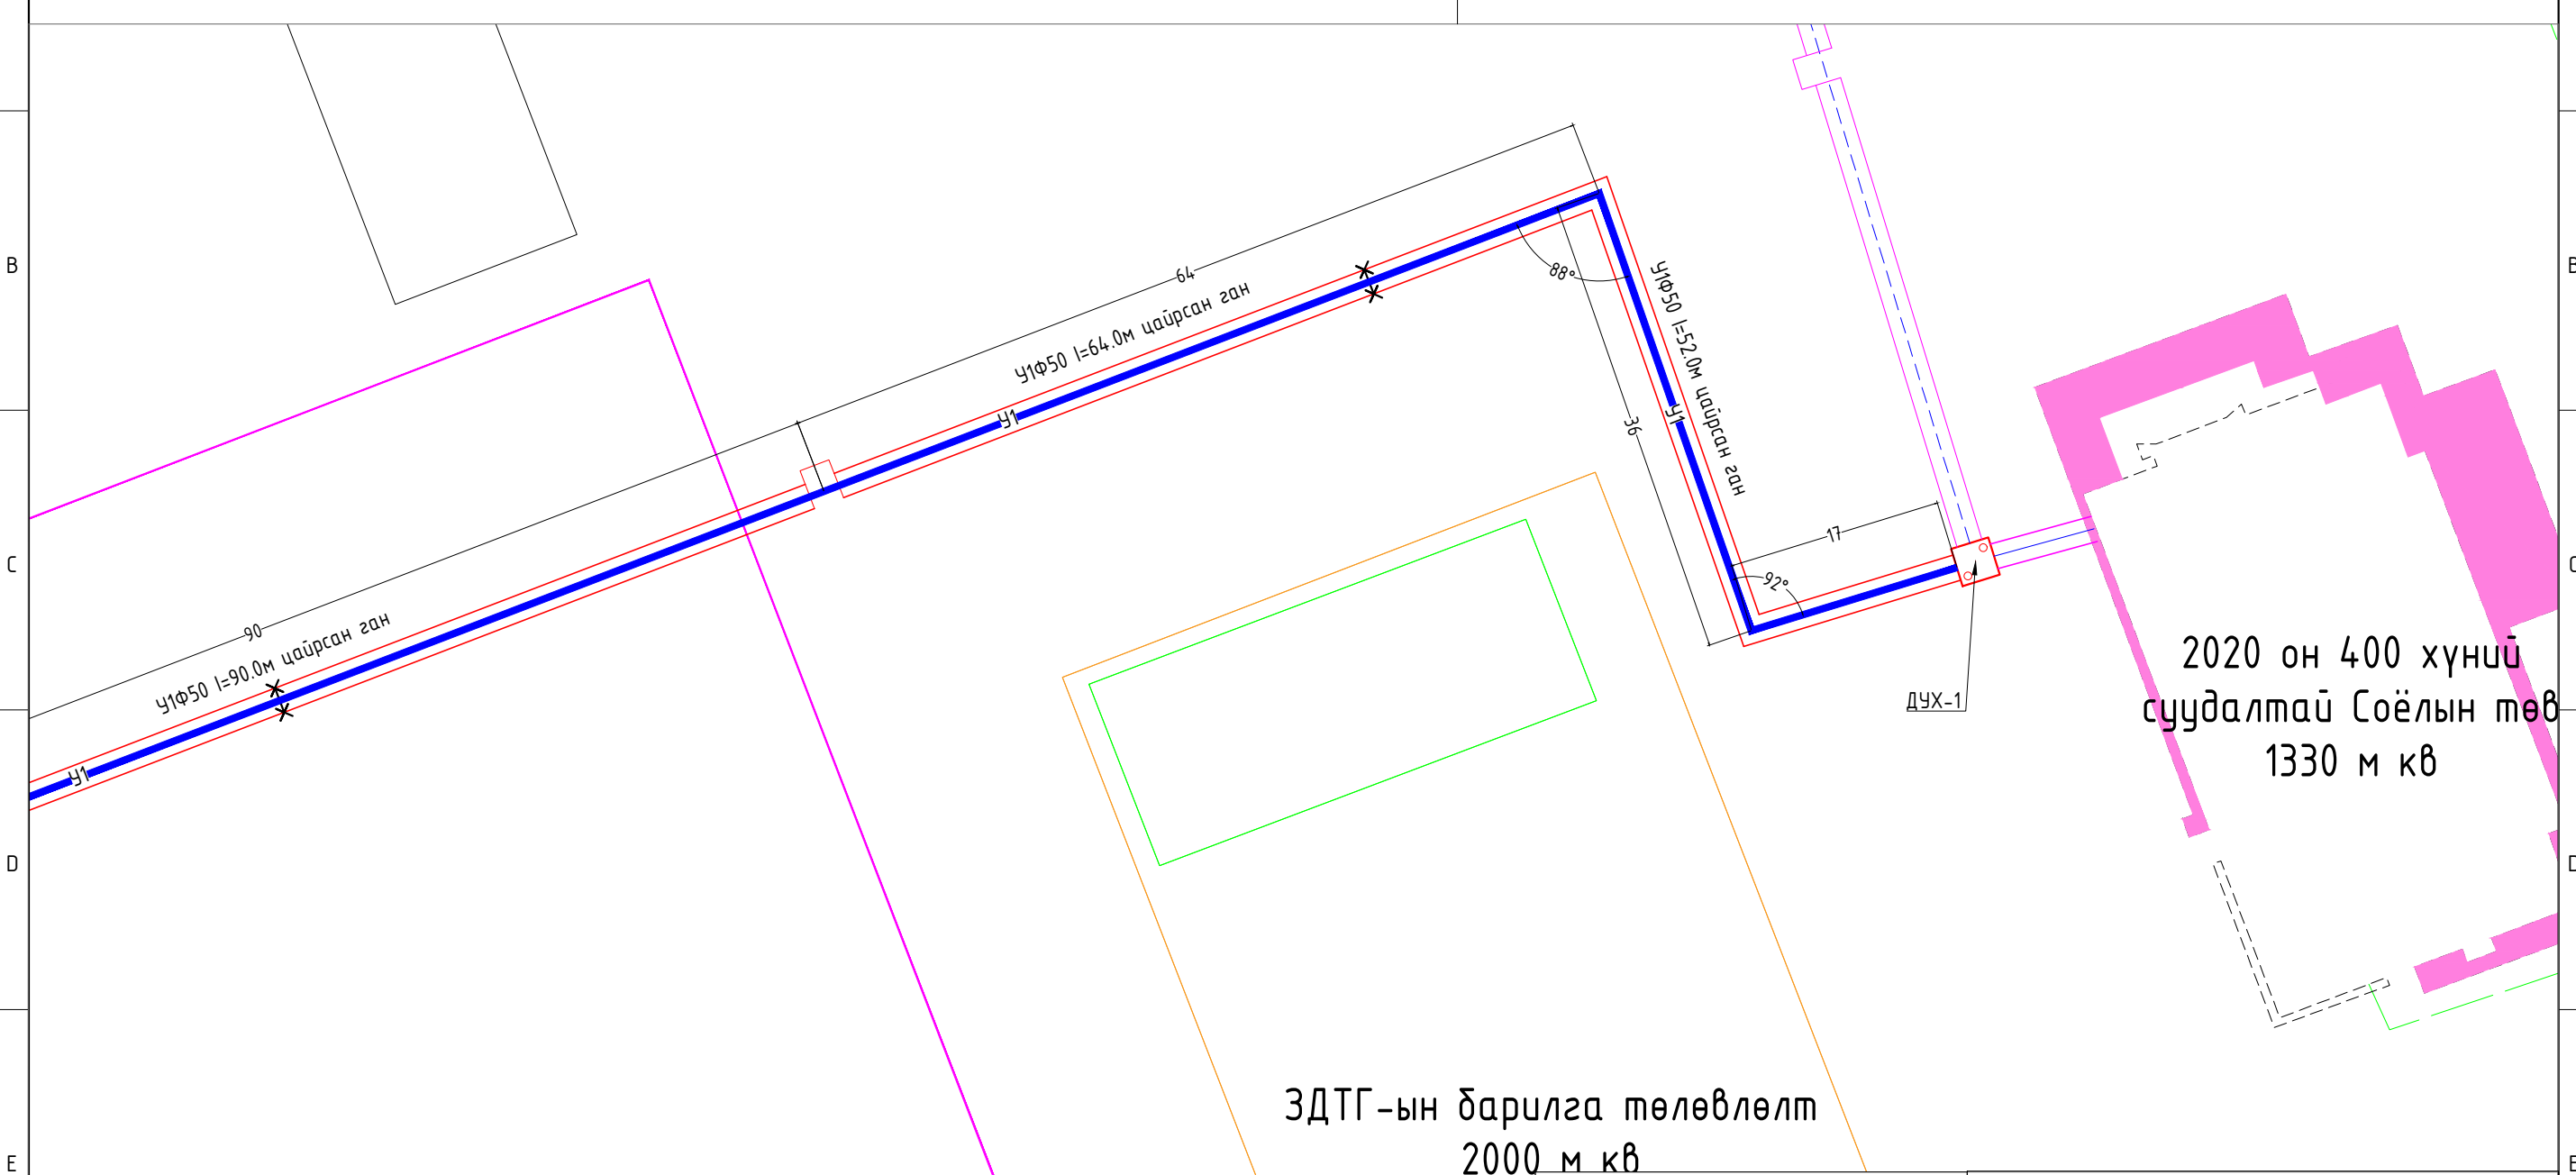 B
B
64
88°
У1Ф50 l=64.0м цайрсан ган
У1Ф50 l=52.0м цайрсан ган
У1
У1
36
17
C
92°
90
У1Ф50 l=90.0м цайрсан ган
У1
ДУХ-1
2020 он 400 хүний
суудалтай Соёлын төв
1330 м кв
D
ЗДТГ-ын барилга төлөвлөлт
2000 м кв
E